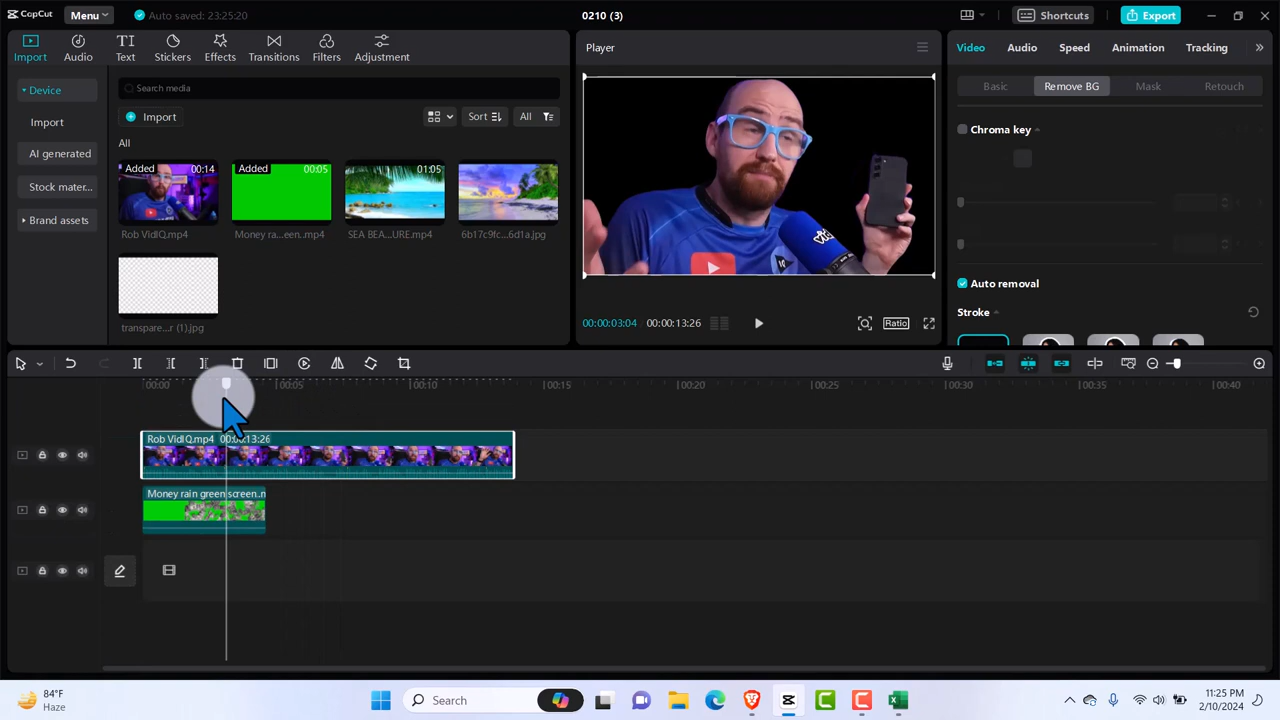 CapCut
Menu
Auto saved: 23:25:20
0210 (3)
Shortcuts
Export
Import
Audio
Text
Stickers
Effects
Transitions
Filters
Adjustment
Player
Video
Audio
Speed
Animation
Tracking
Device
Import
AI generated
Stock mater...
Brand assets
Search media
Import
Sort
All
All
Added
00:14
Added
00:05
01:05
Rob VidIQ.mp4
Money ra...een..mp4
SEA BEA...URE.MP4
6b17c9fc...6d1a.jpg
transpare...r (1).jpg
00:00:03:04
00:00:13:26
Ratio
Basic
Remove BG
Mask
Retouch
Chroma key
Auto removal
Stroke
00:00
00:05
00:10
00:15
00:20
00:25
00:30
00:35
00:40
Rob VidIQ.mp4 00:00:13:26
Money rain green screen..n
84°F
Haze
Search
11:25 PM
2/10/2024